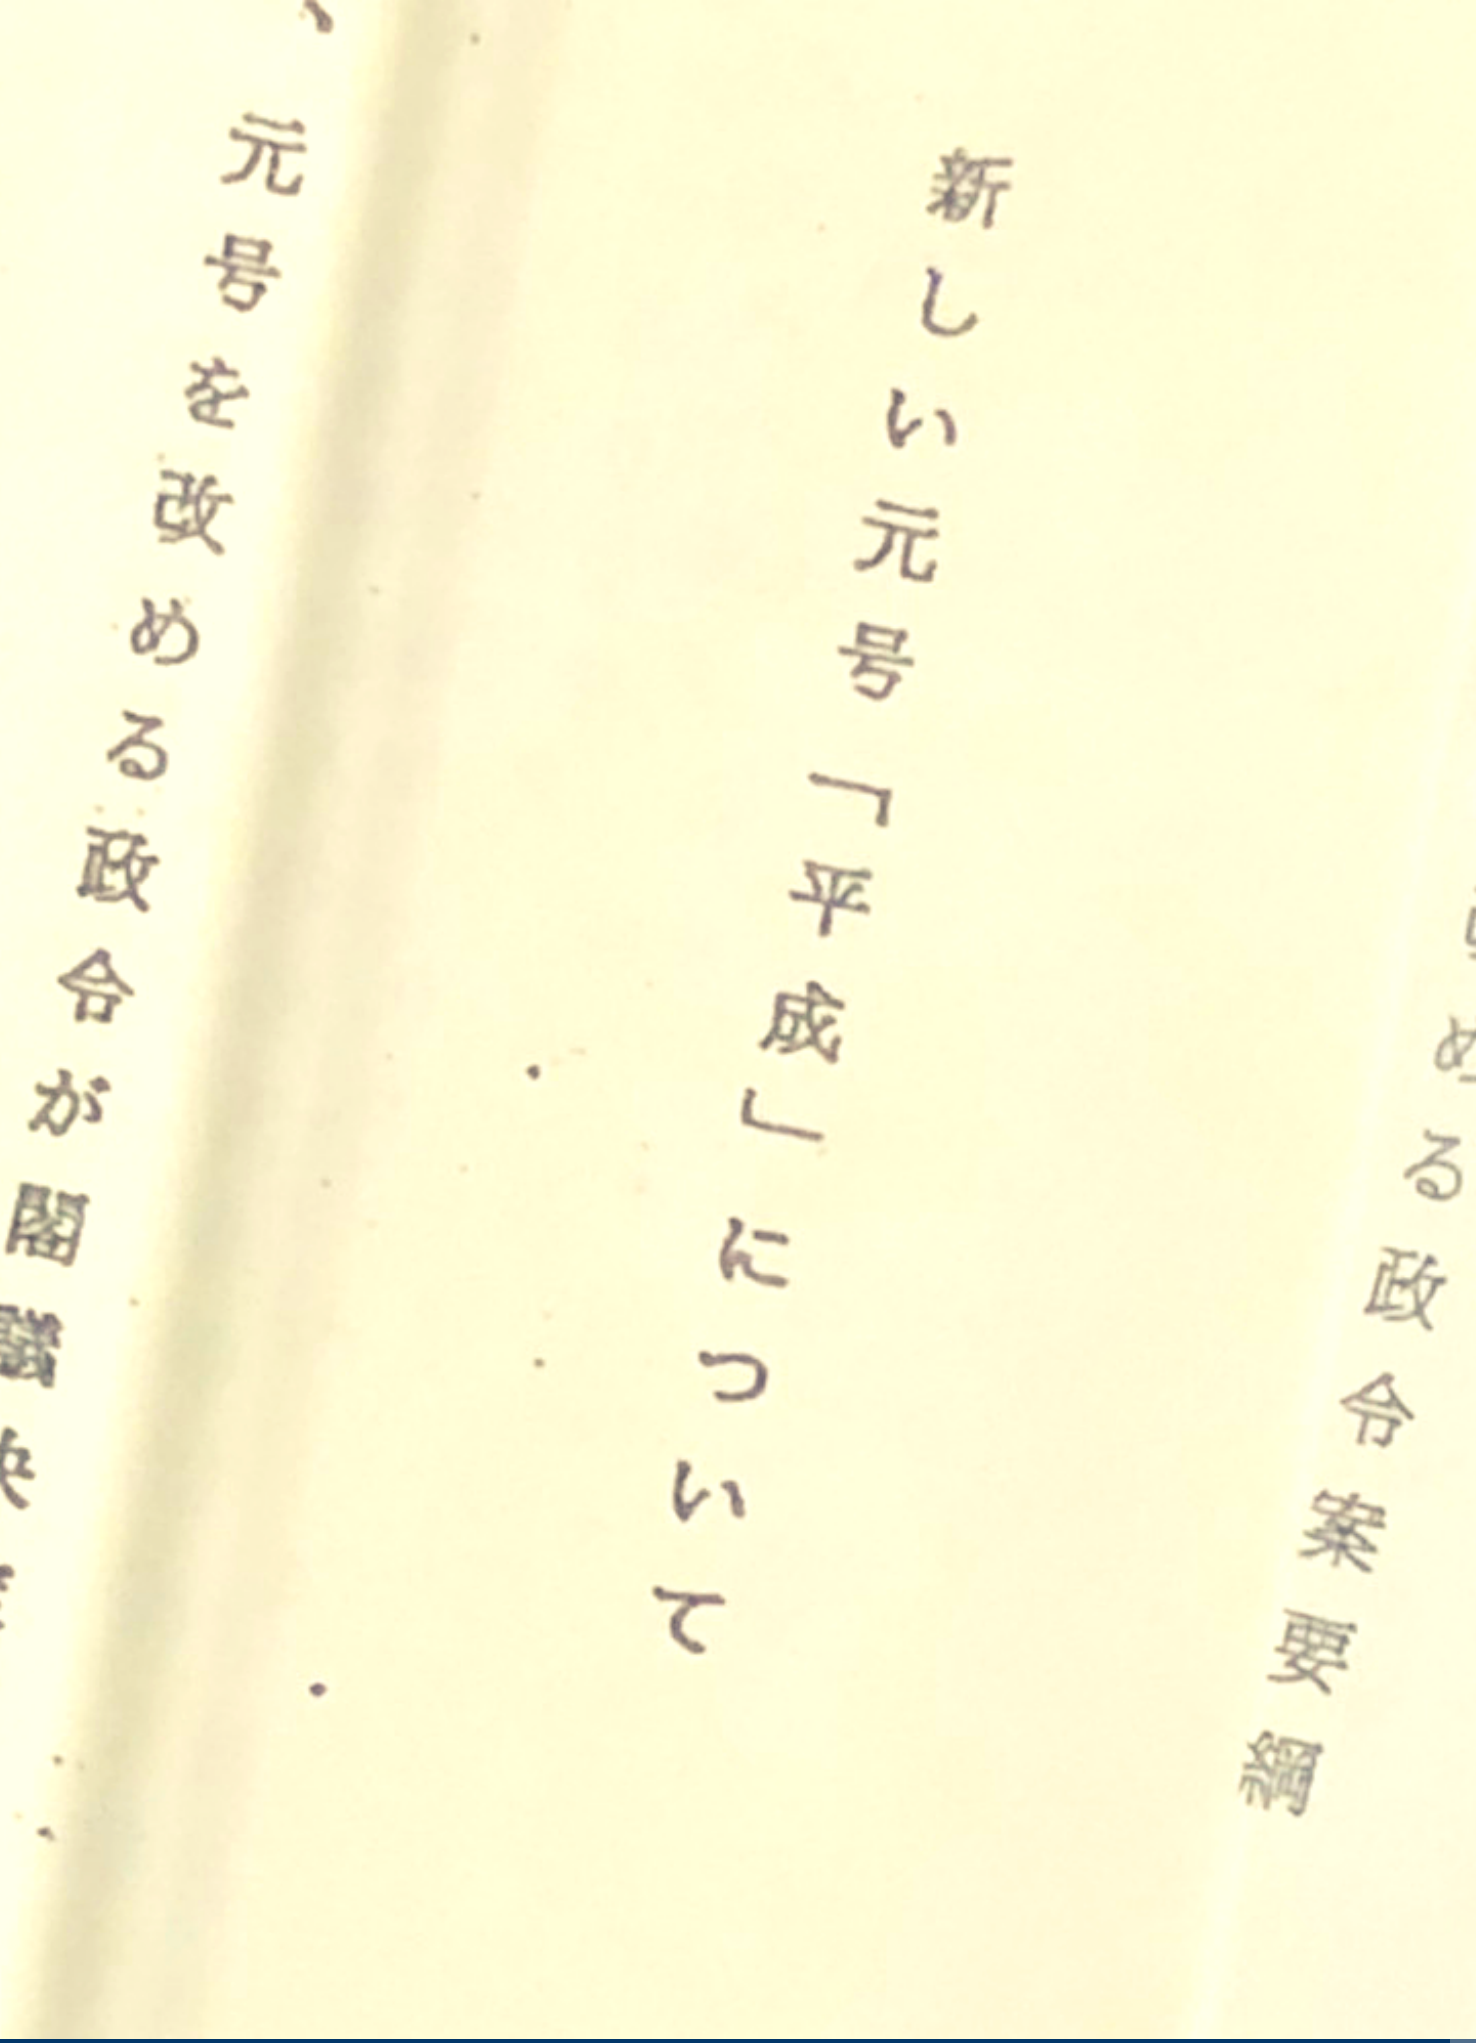 める政令案要綱
新しい元号「平成」について
、元号を改める政令が閣議決